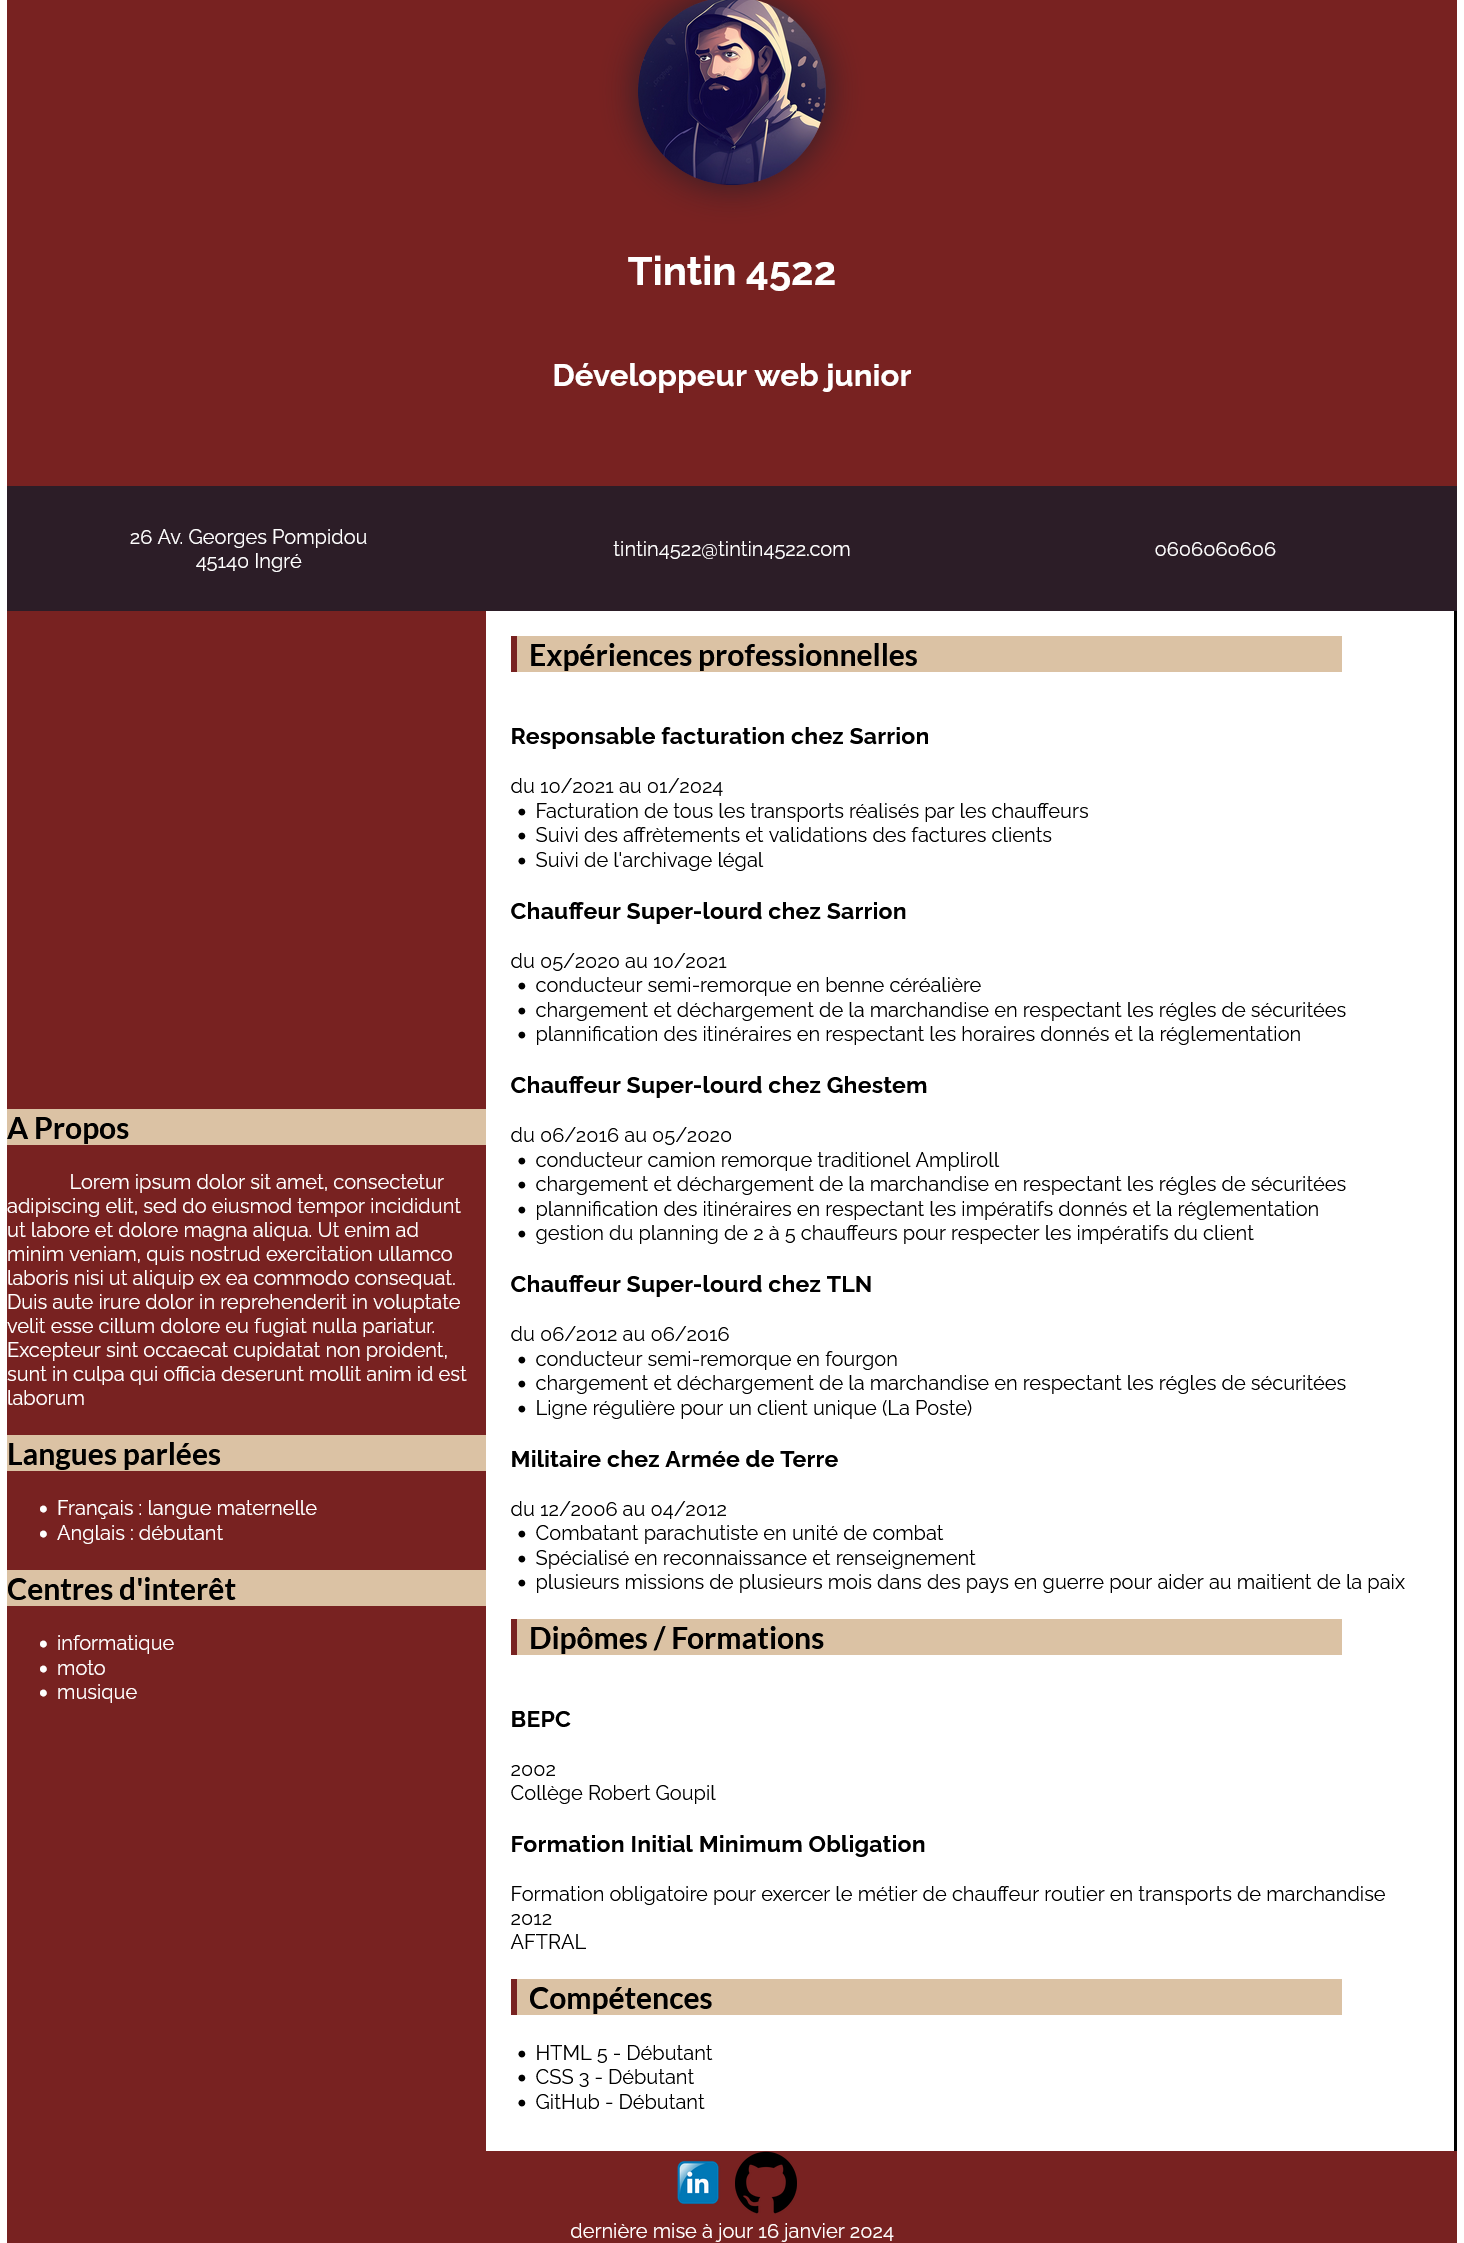 Tintin 4522
Développeur web junior
26 Av. Georges Pompidou
45140 Ingré
tintin4522@tintin4522.com
0606060606
A Propos
Lorem ipsum dolor sit amet, consectetur
adipiscing elit, sed do eiusmod tempor incididunt
ut labore et dolore magna aliqua. Ut enim ad
minim veniam, quis nostrud exercitation ullamco
laboris nisi ut aliquip ex ea commodo consequat.
Duis aute irure dolor in reprehenderit in voluptate
velit esse cillum dolore eu fugiat nulla pariatur.
Excepteur sint occaecat cupidatat non proident,
sunt in culpa qui officia deserunt mollit anim id est
laborum
Langues parlées
• Français : langue maternelle
• Anglais : débutant
Centres d'interêt
• informatique
• moto
• musique
Expériences professionnelles
Responsable facturation chez Sarrion
du 10/2021 au 01/2024
• Facturation de tous les transports réalisés par les chauffeurs
• Suivi des affrètements et validations des factures clients
• Suivi de l'archivage légal
Chauffeur Super-lourd chez Sarrion
du 05/2020 au 10/2021
• conducteur semi-remorque en benne céréalière
• chargement et déchargement de la marchandise en respectant les régles de sécuritées
• plannification des itinéraires en respectant les horaires donnés et la réglementation
Chauffeur Super-lourd chez Ghestem
du 06/2016 au 05/2020
• conducteur camion remorque traditionel Ampliroll
• chargement et déchargement de la marchandise en respectant les régles de sécuritées
• plannification des itinéraires en respectant les impératifs donnés et la réglementation
• gestion du planning de 2 à 5 chauffeurs pour respecter les impératifs du client
Chauffeur Super-lourd chez TLN
du 06/2012 au 06/2016
• conducteur semi-remorque en fourgon
• chargement et déchargement de la marchandise en respectant les régles de sécuritées
• Ligne régulière pour un client unique (La Poste)
Militaire chez Armée de Terre
du 12/2006 au 04/2012
• Combatant parachutiste en unité de combat
• Spécialisé en reconnaissance et renseignement
• plusieurs missions de plusieurs mois dans des pays en guerre pour aider au maitient de la paix
Dipômes / Formations
BEPC
2002
Collège Robert Goupil
Formation Initial Minimum Obligation
Formation obligatoire pour exercer le métier de chauffeur routier en transports de marchandise
2012
AFTRAL
Compétences
• HTML 5 - Débutant
• CSS 3 - Débutant
• GitHub - Débutant
in
dernière mise à jour 16 janvier 2024